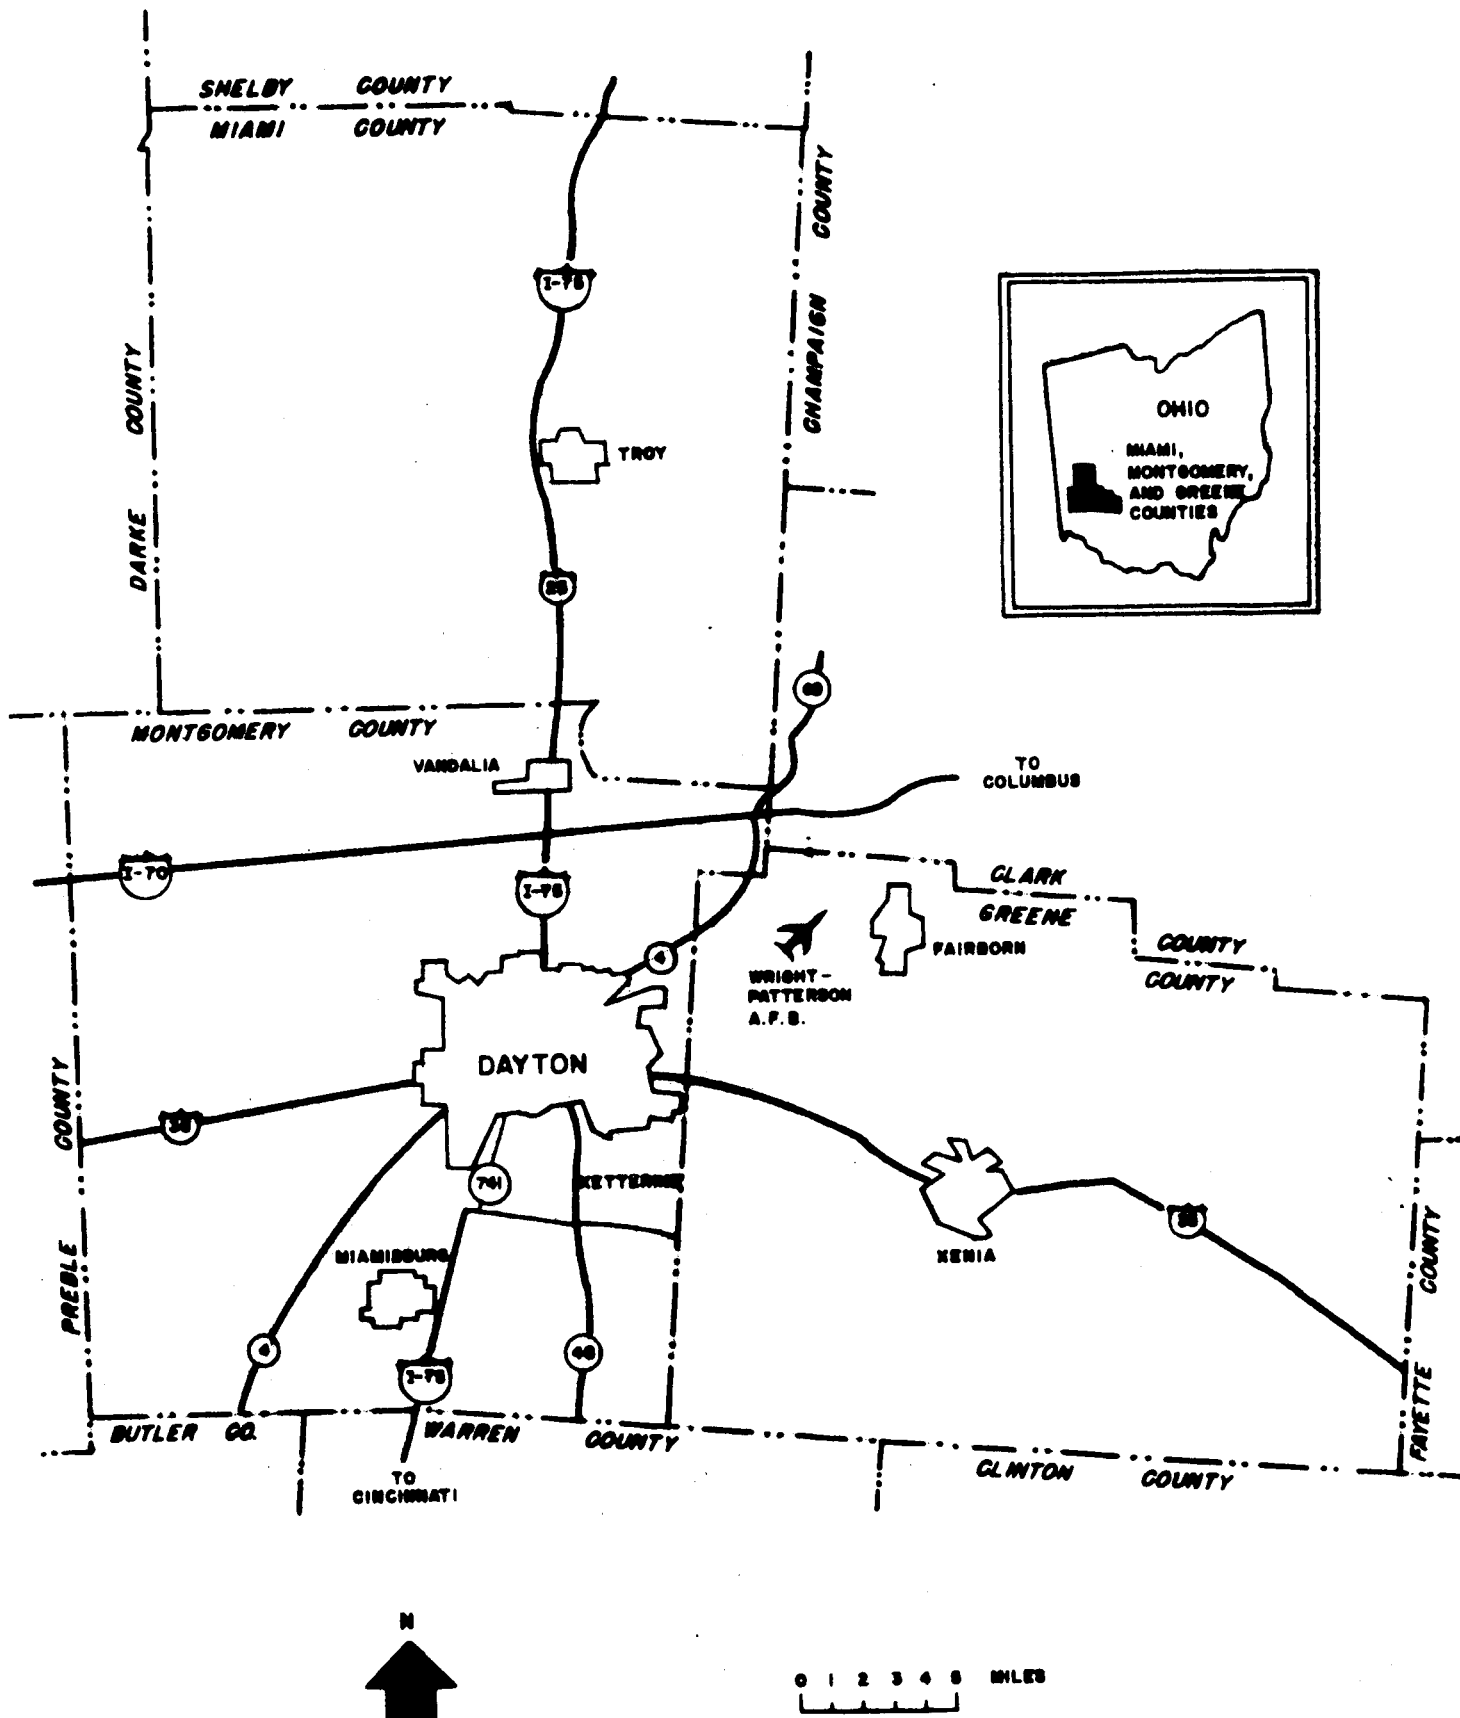 SHELBY COUNTY
MIAMI COUNTY
CHAMPAIGN COUNTY
I-75
OHIO
MIAMI,
MONTGOMERY,
AND GREENE
COUNTIES
DARKE COUNTY
TROY
25
MONTGOMERY COUNTY
VANDALIA
TO
COLUMBUS
I-70
I-75
CLARK COUNTY
GREENE COUNTY
4
FAIRBORN
WRIGHT-
PATTERSON
A.F.B.
DAYTON
PREBLE COUNTY
35
741
KETTERING
XENIA
35
MIAMISBURG
4
48
I-75
FAYETTE COUNTY
BUTLER CO.
WARREN COUNTY
CLINTON COUNTY
TO
CINCINNATI
N
0 1 2 3 4 5 MILES